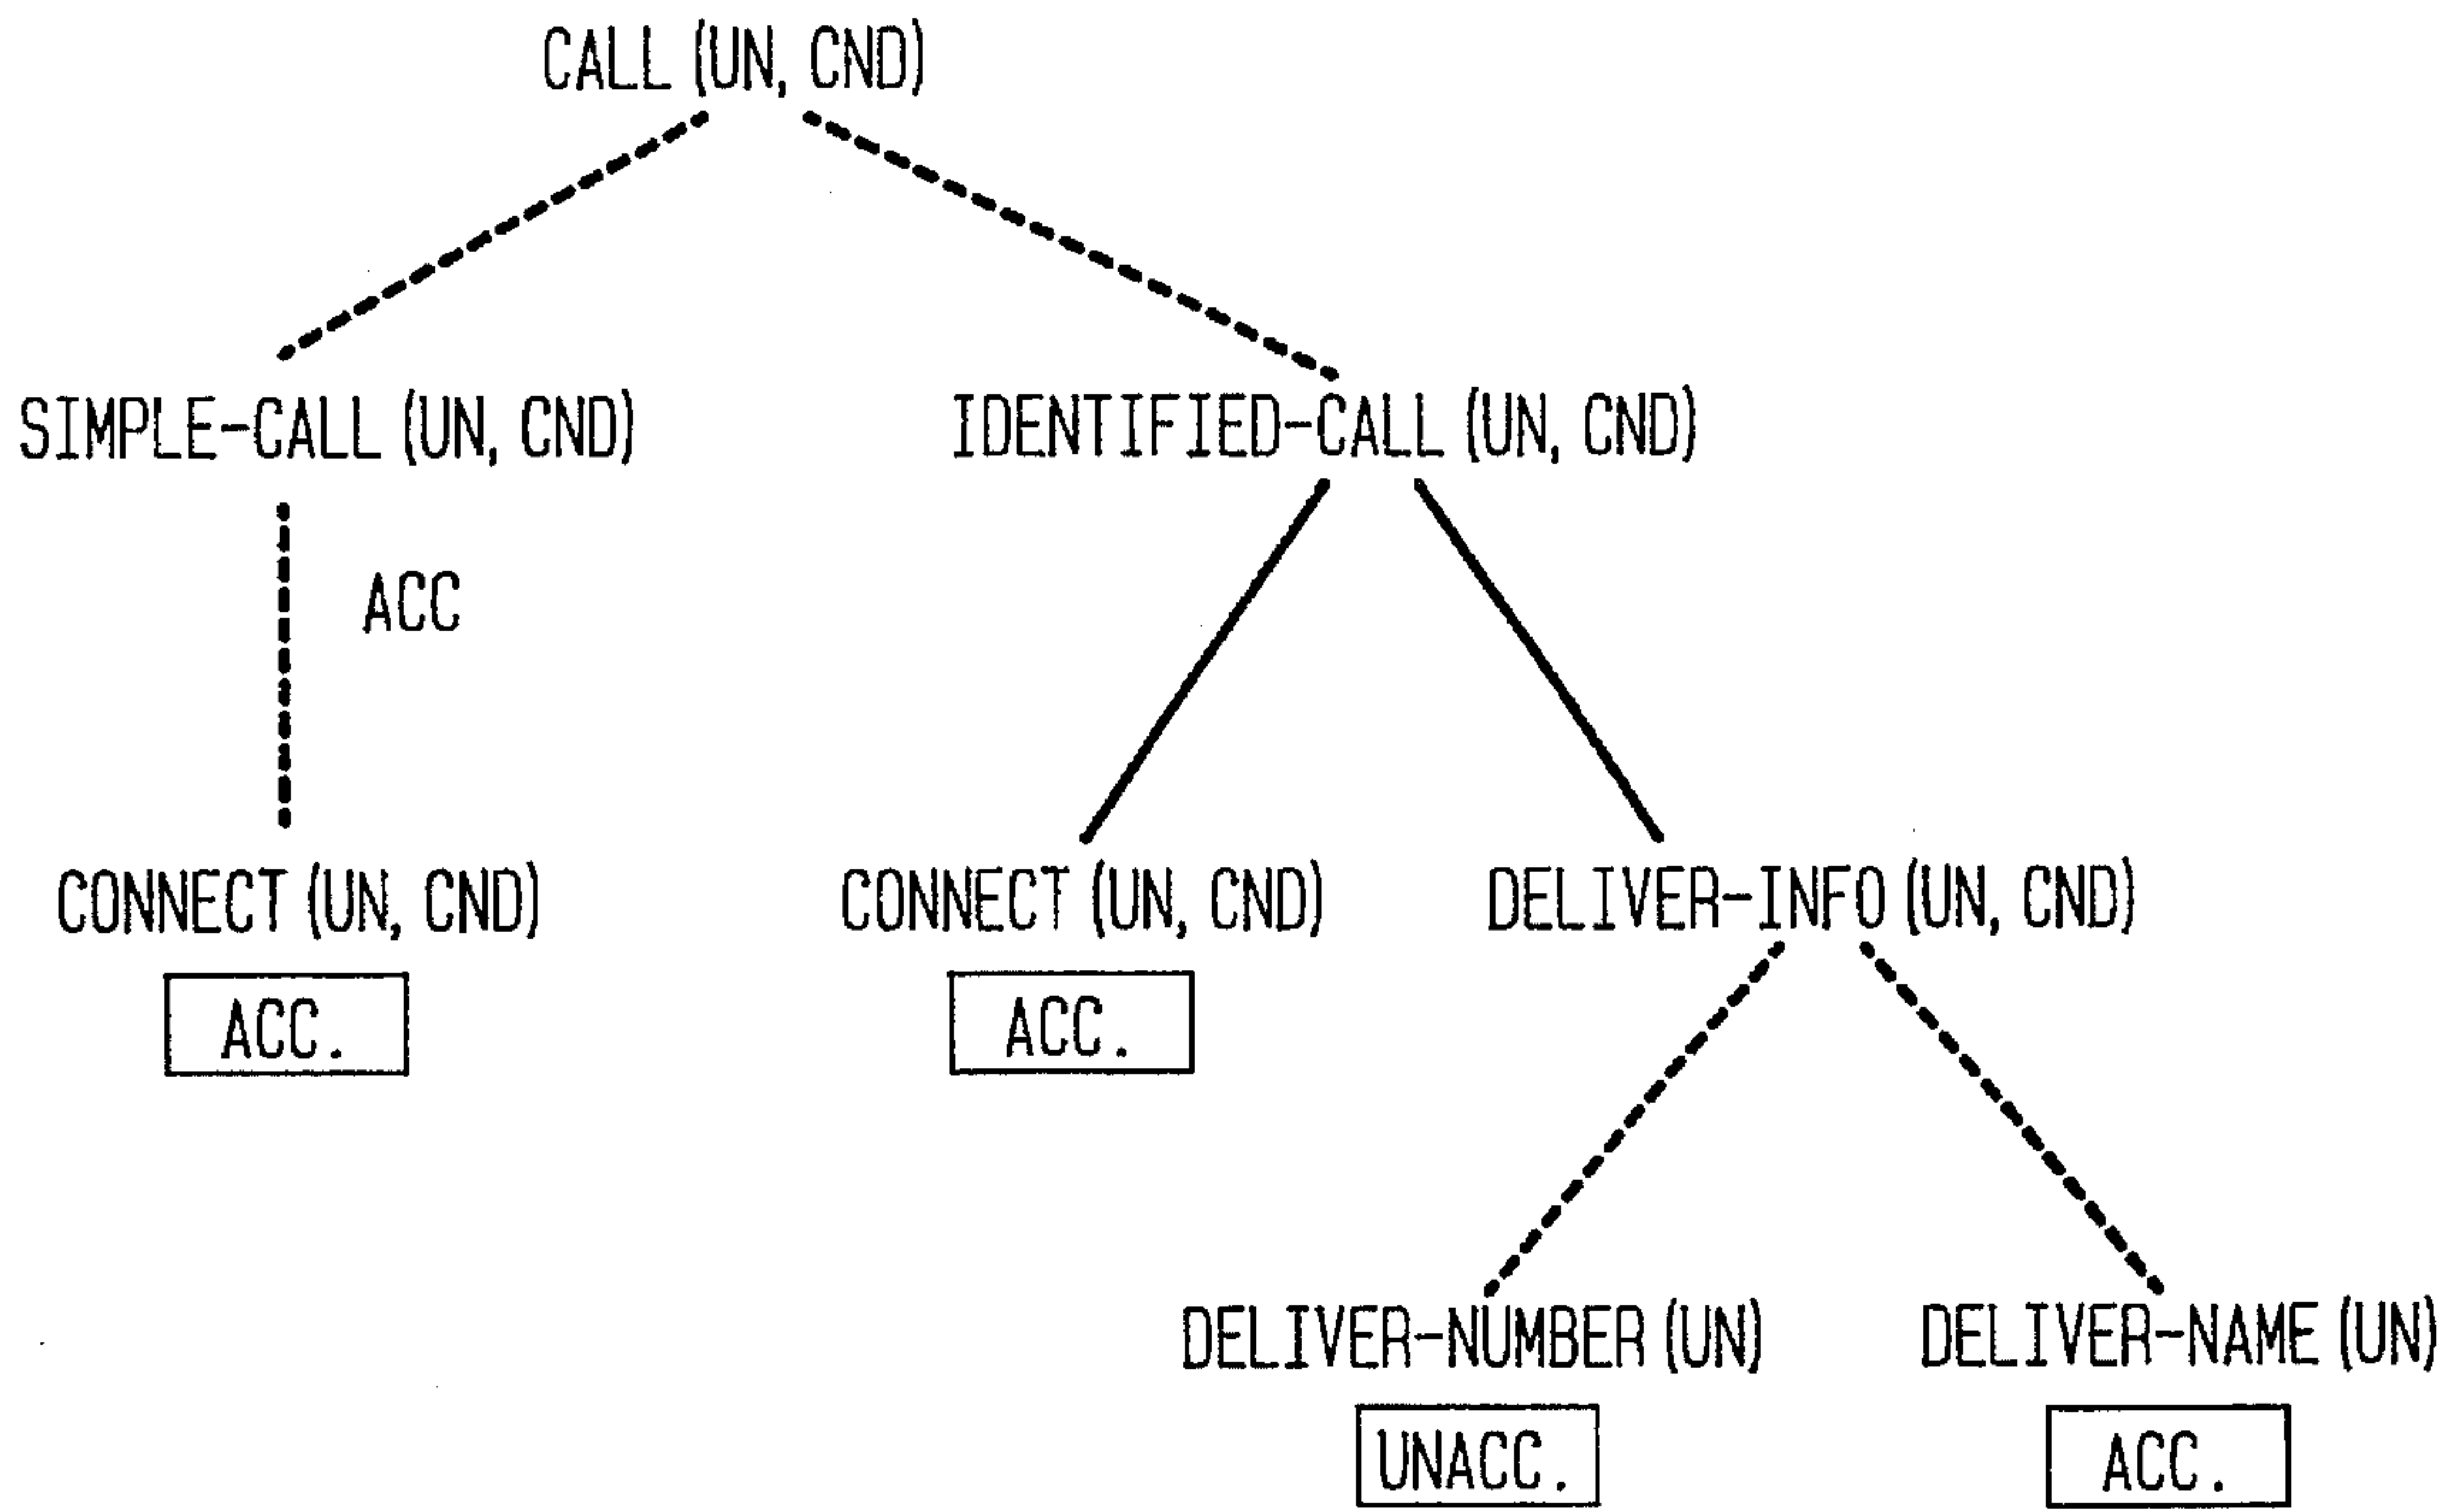 CALL (UN, CND)
SIMPLE-CALL (UN, CND)
IDENTIFIED-CALL (UN, CND)
ACC
CONNECT (UN, CND)
CONNECT (UN, CND)
DELIVER-INFO (UN, CND)
ACC.
ACC.
DELIVER-NUMBER (UN)
DELIVER-NAME (UN)
UNACC.
ACC.